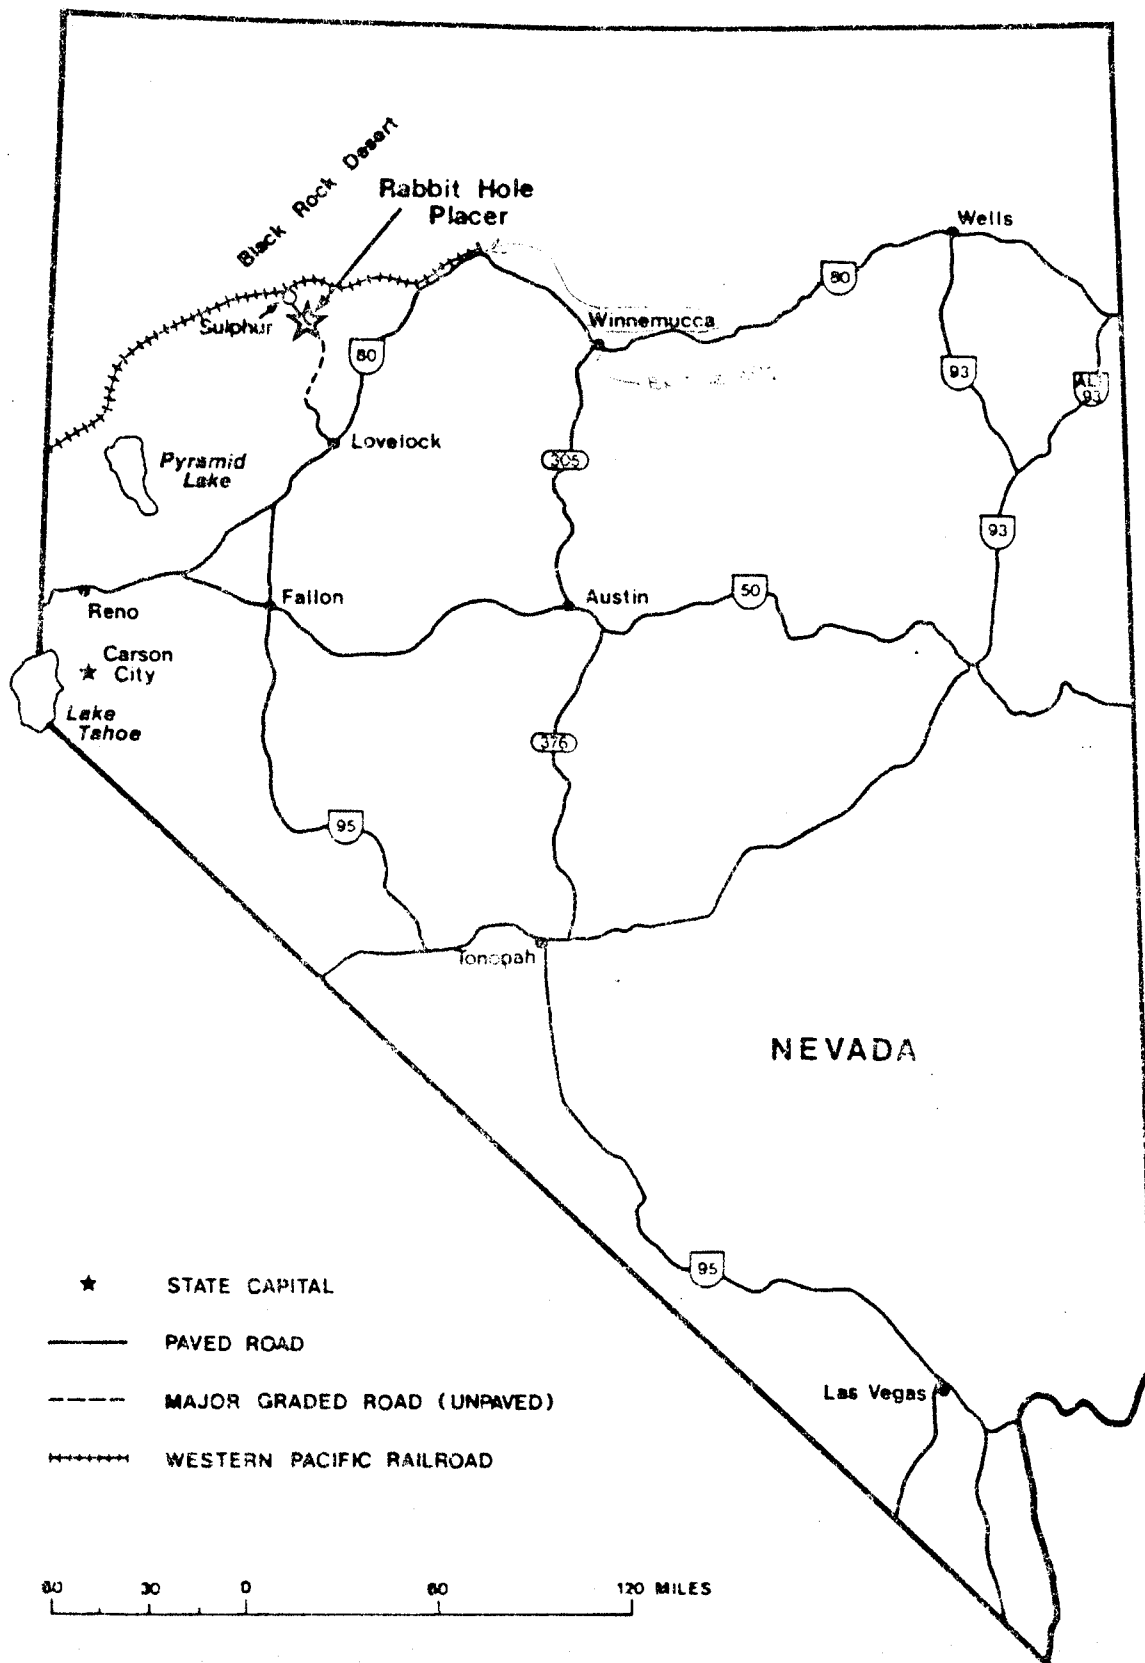 Black Rock Desert
Rabbit Hole
Placer
Wells
80
Sulphur
Winnemucca
80
93
ALT
93
Lovelock
305
Pyramid
Lake
93
50
Fallon
Austin
Reno
Carson
City
Lake
Tahoe
376
95
Tonopah
NEVADA
95
STATE CAPITAL
PAVED ROAD
Las Vegas
MAJOR GRADED ROAD (UNPAVED)
WESTERN PACIFIC RAILROAD
60 30 0 60 120 MILES